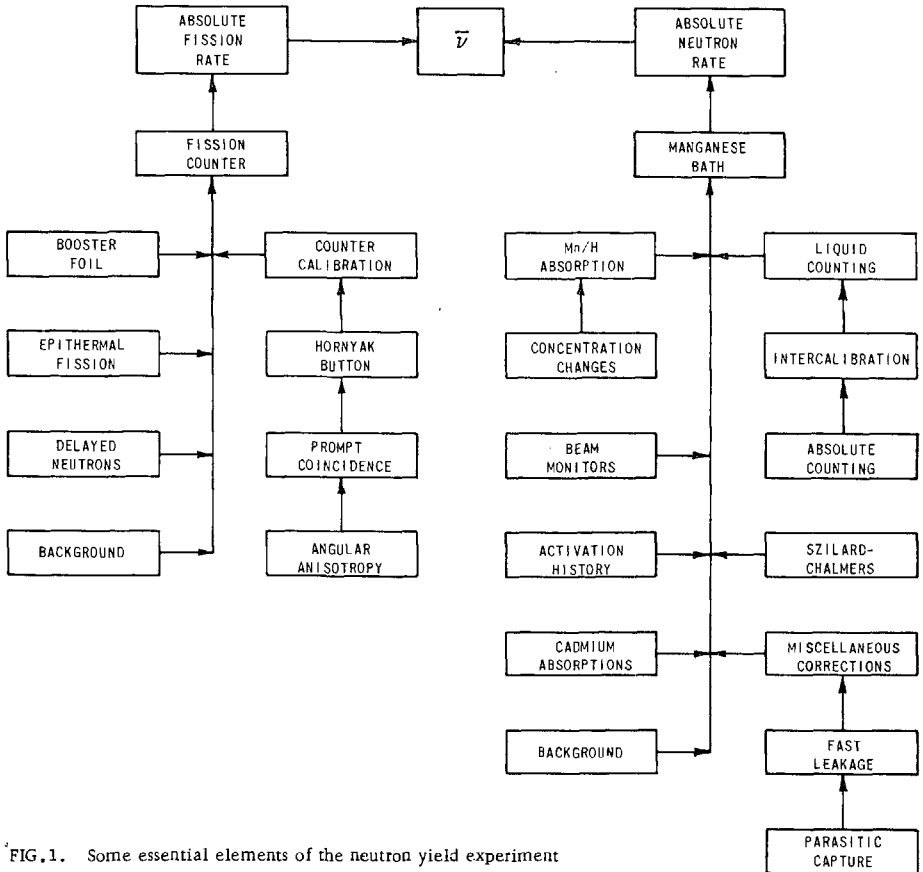 ABSOLUTE
FISSION
RATE
ν̅
ABSOLUTE
NEUTRON
RATE
FISSION
COUNTER
MANGANESE
BATH
BOOSTER
FOIL
COUNTER
CALIBRATION
Mn/H
ABSORPTION
LIQUID
COUNTING
EPITHERMAL
FISSION
HORNYAK
BUTTON
CONCENTRATION
CHANGES
INTERCALIBRATION
DELAYED
NEUTRONS
PROMPT
COINCIDENCE
BEAM
MONITORS
ABSOLUTE
COUNTING
BACKGROUND
ANGULAR
ANISOTROPY
ACTIVATION
HISTORY
SZILARD-
CHALMERS
CADMIUM
ABSORPTIONS
MISCELLANEOUS
CORRECTIONS
BACKGROUND
FAST
LEAKAGE
PARASITIC
CAPTURE
FIG.1. Some essential elements of the neutron yield experiment